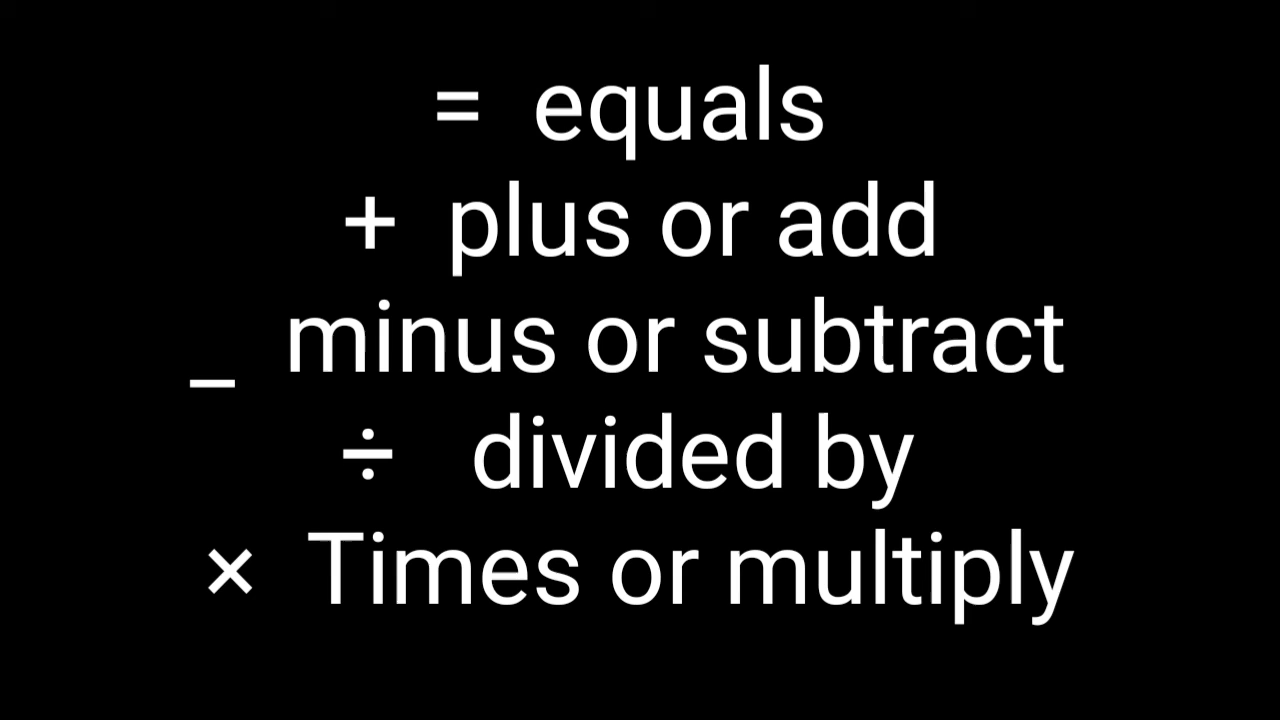 = equals
+ plus or add
_ minus or subtract
÷ divided by
× Times or multiply